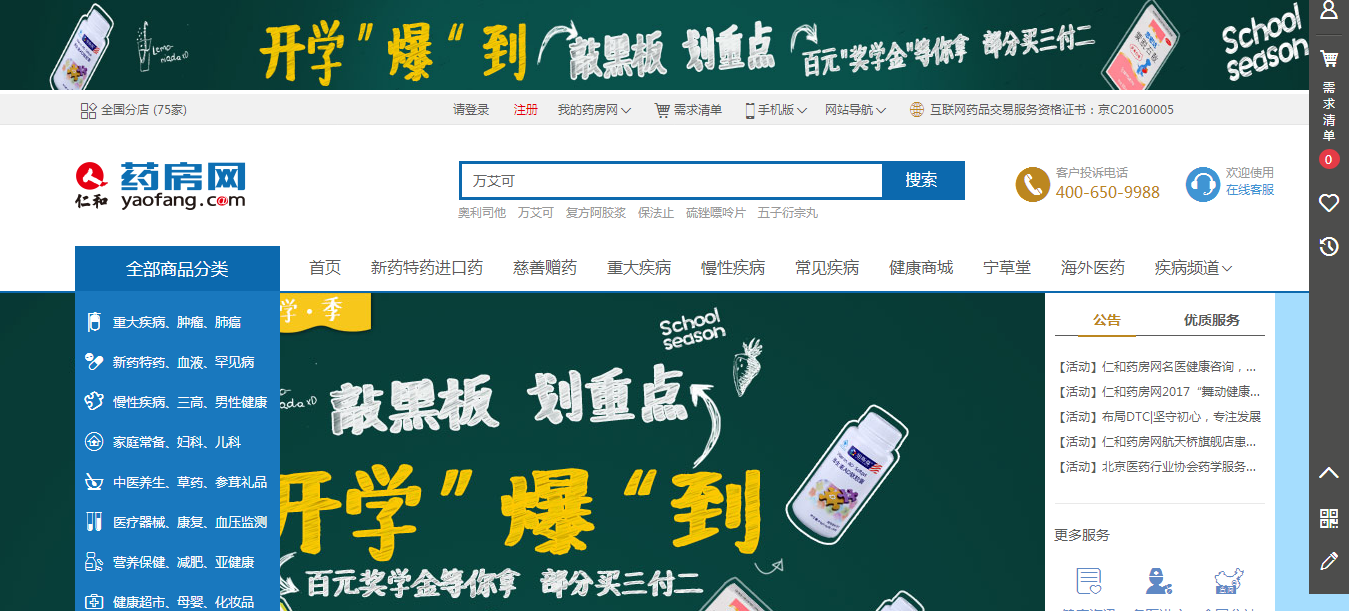 开学”爆“到
敲黑板 划重点
百元"奖学金"等你拿 部分买三付二
School
season
全国分店 (75家)
请登录 注册 我的药房网 需求清单 手机版 网站导航 互联网药品交易服务资格证书：京C20160005
需求清单
0
仁和
药房网
yaofang.c@m
万艾可
搜索
奥利司他 万艾可 复方阿胶浆 保法止 硫锉嘌呤片 五子衍宗丸
客户投诉电话
400-650-9988
欢迎使用
在线客服
全部商品分类
首页 新药特药进口药 慈善赠药 重大疾病 慢性疾病 常见疾病 健康商城 宁草堂 海外医药 疾病频道
重大疾病、肿瘤、肺癌
新药特药、血液、罕见病
慢性疾病、三高、男性健康
家庭常备、妇科、儿科
中医养生、草药、参茸礼品
医疗器械、康复、血压监测
营养保健、减肥、亚健康
健康超市、母婴、化妆品
学·季
School
season
敲黑板 划重点
开学”爆“到
百元奖学金等你拿 部分买三付二
公告 优质服务
【活动】仁和药房网名医健康咨询，...
【活动】仁和药房网2017“舞动健康...
【活动】布局DTC|坚守初心，专注发展
【活动】仁和药房网航天桥旗舰店患...
【活动】北京医药行业协会药学服务...
更多服务